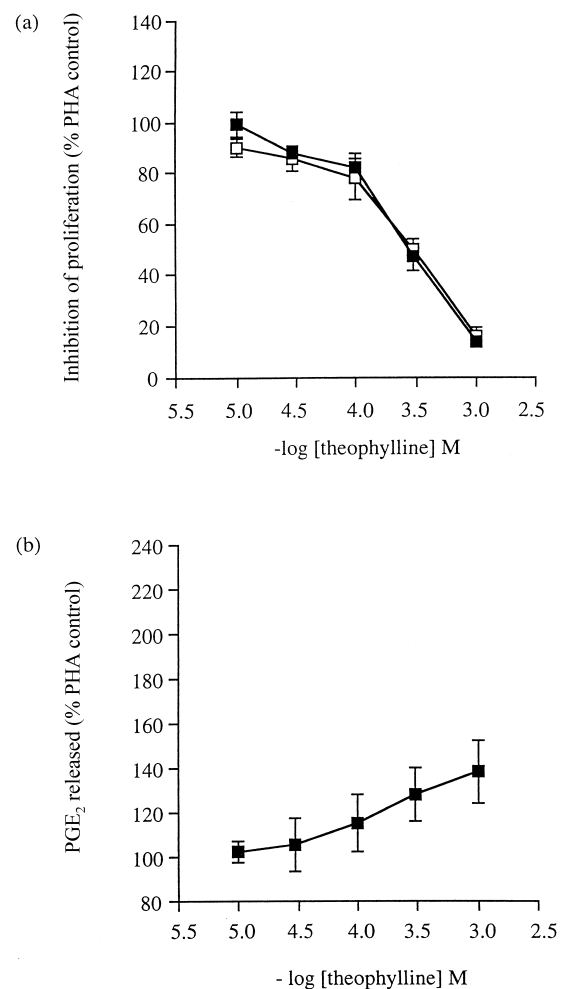 (a)
Inhibition of proliferation (% PHA control)
140
120
100
80
60
40
20
0
5.5 5.0 4.5 4.0 3.5 3.0 2.5
-log [theophylline] M
(b)
PGE2 released (% PHA control)
240
220
200
180
160
140
120
100
80
5.5 5.0 4.5 4.0 3.5 3.0 2.5
- log [theophylline] M